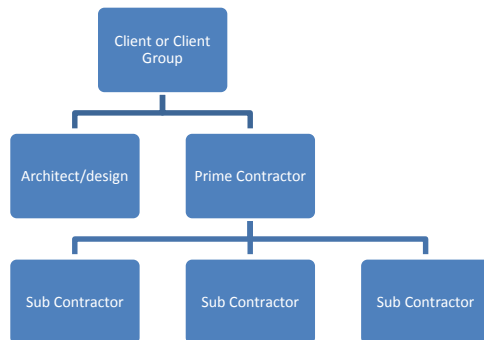 Client or Client
Group
Architect/design
Prime Contractor
Sub Contractor
Sub Contractor
Sub Contractor